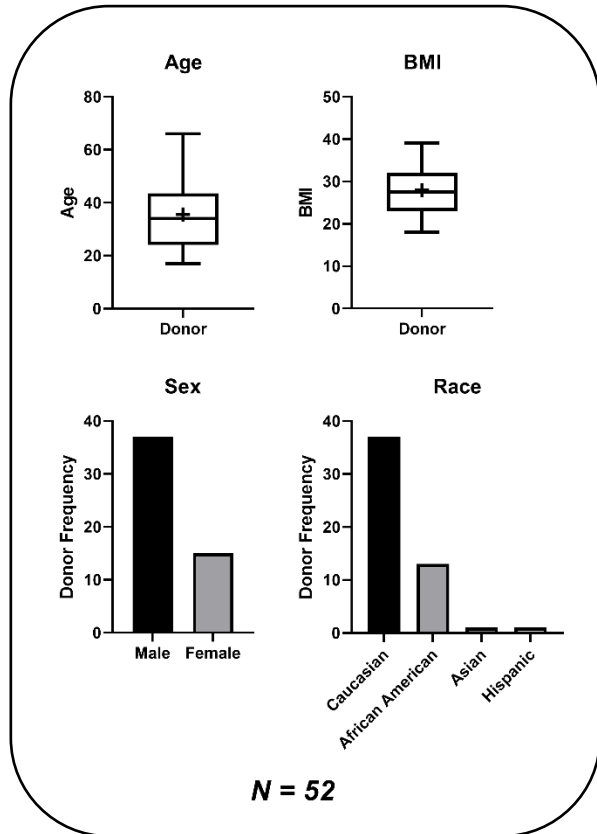 Age
80
60
40
20
0
Age
Donor
BMI
50
40
30
20
10
0
BMI
Donor
Sex
40
30
20
10
0
Donor Frequency
Male Female
Race
40
30
20
10
0
Donor Frequency
Caucasian
African American
Asian
Hispanic
N = 52